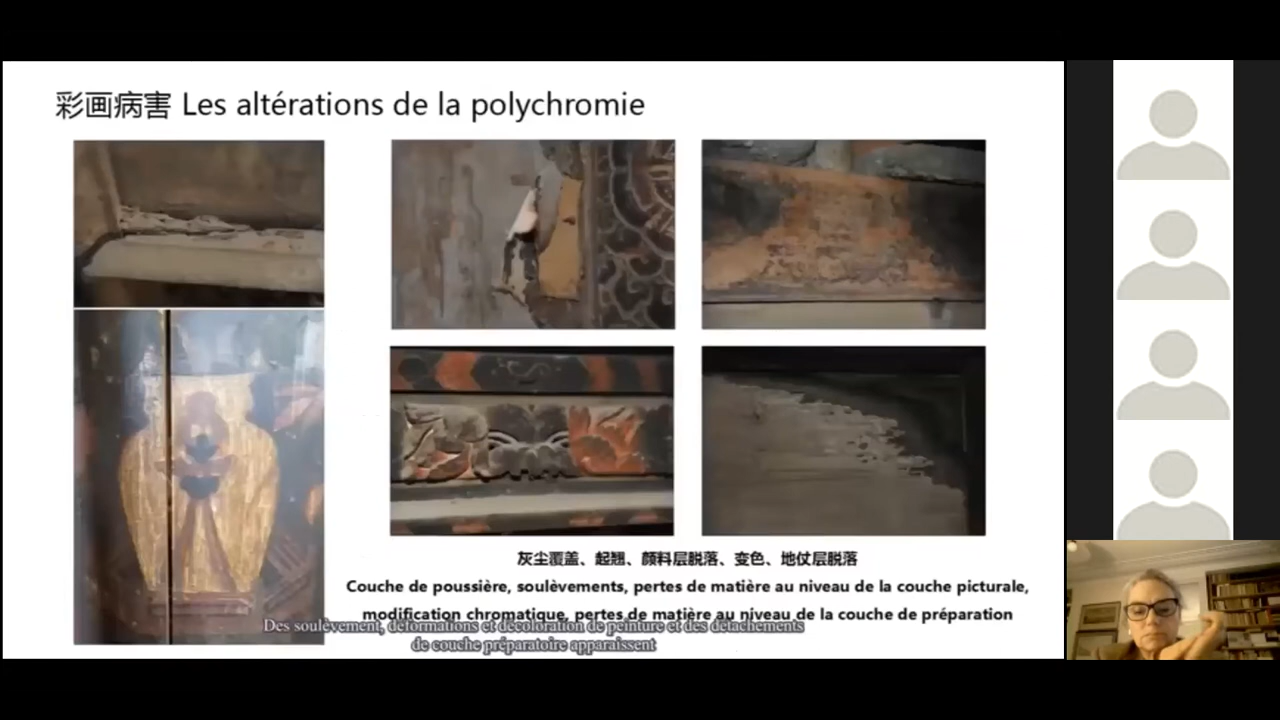 彩画病害 Les altérations de la polychromie
灰尘覆盖、起翘、颜料层脱落、变色、地仗层脱落
Couche de poussière, soulèvements, pertes de matière au niveau de la couche picturale,
modification chromatique, pertes de matière au niveau de la couche de préparation
Des soulèvement, déformations et décoloration de peinture et des détachements
de couche préparatoire apparaissent